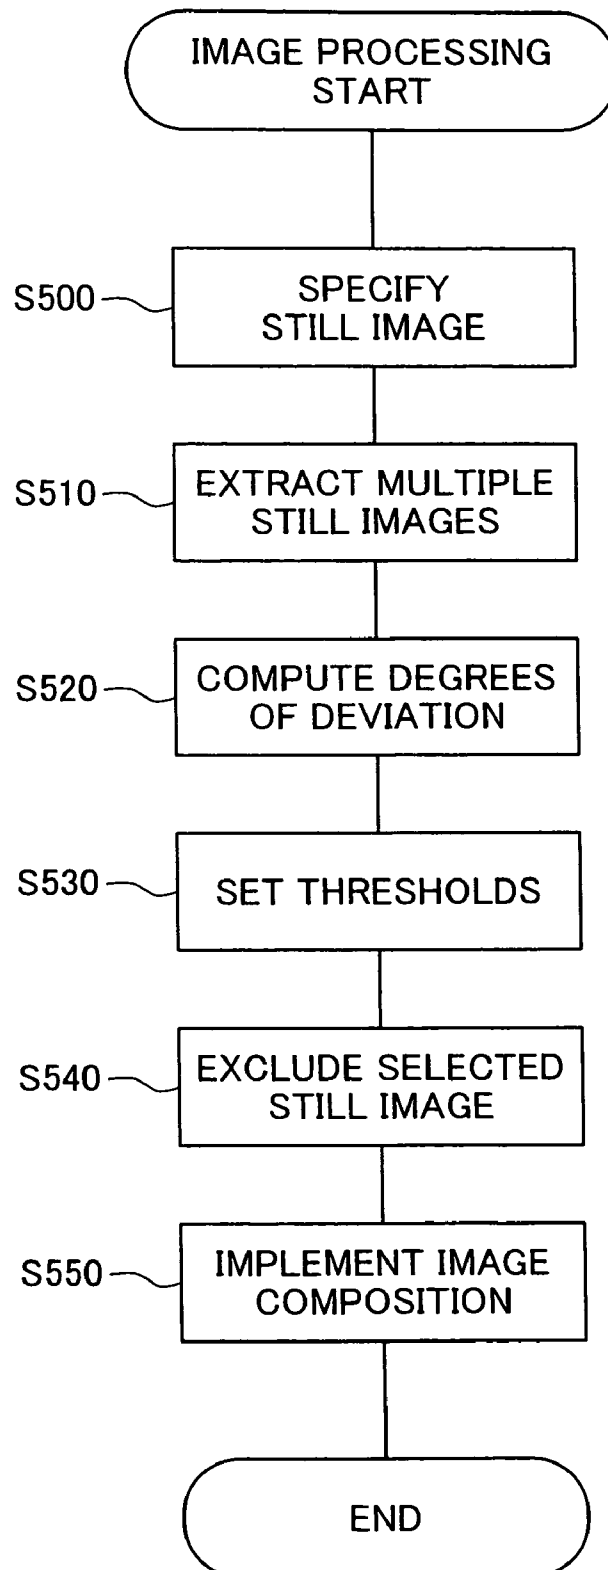 IMAGE PROCESSING
START
S500
SPECIFY
STILL IMAGE
S510
EXTRACT MULTIPLE
STILL IMAGES
S520
COMPUTE DEGREES
OF DEVIATION
S530
SET THRESHOLDS
S540
EXCLUDE SELECTED
STILL IMAGE
S550
IMPLEMENT IMAGE
COMPOSITION
END